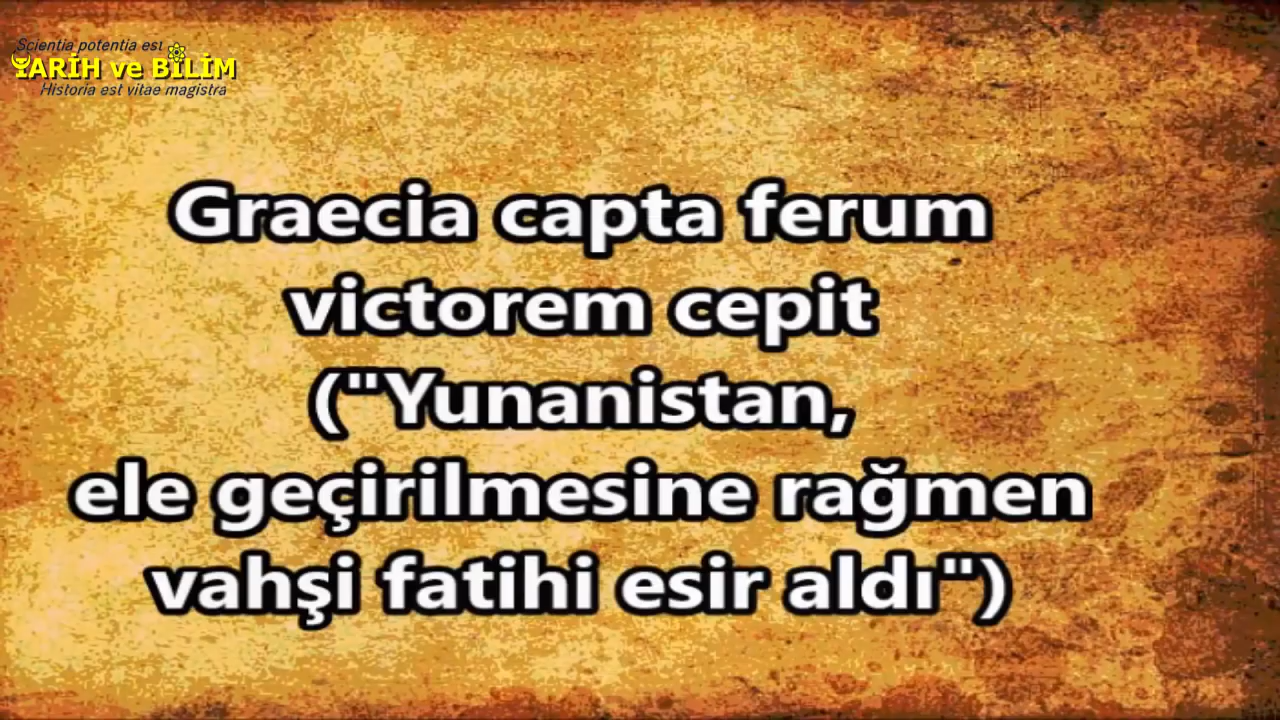 Scientia potentia est
TARİH ve BİLİM
Historia est vitae magistra
Graecia capta ferum
victorem cepit
("Yunanistan,
ele geçirilmesine rağmen
vahşi fatihi esir aldı")